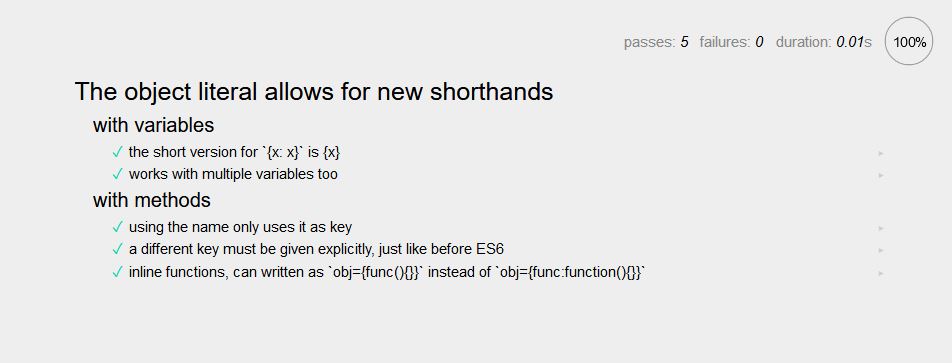 passes: 5 failures: 0 duration: 0.01s 100%
The object literal allows for new shorthands
with variables
✓ the short version for `{x: x}` is {x}
✓ works with multiple variables too
with methods
✓ using the name only uses it as key
✓ a different key must be given explicitly, just like before ES6
✓ inline functions, can written as `obj={func(){}}` instead of `obj={func:function(){}}`